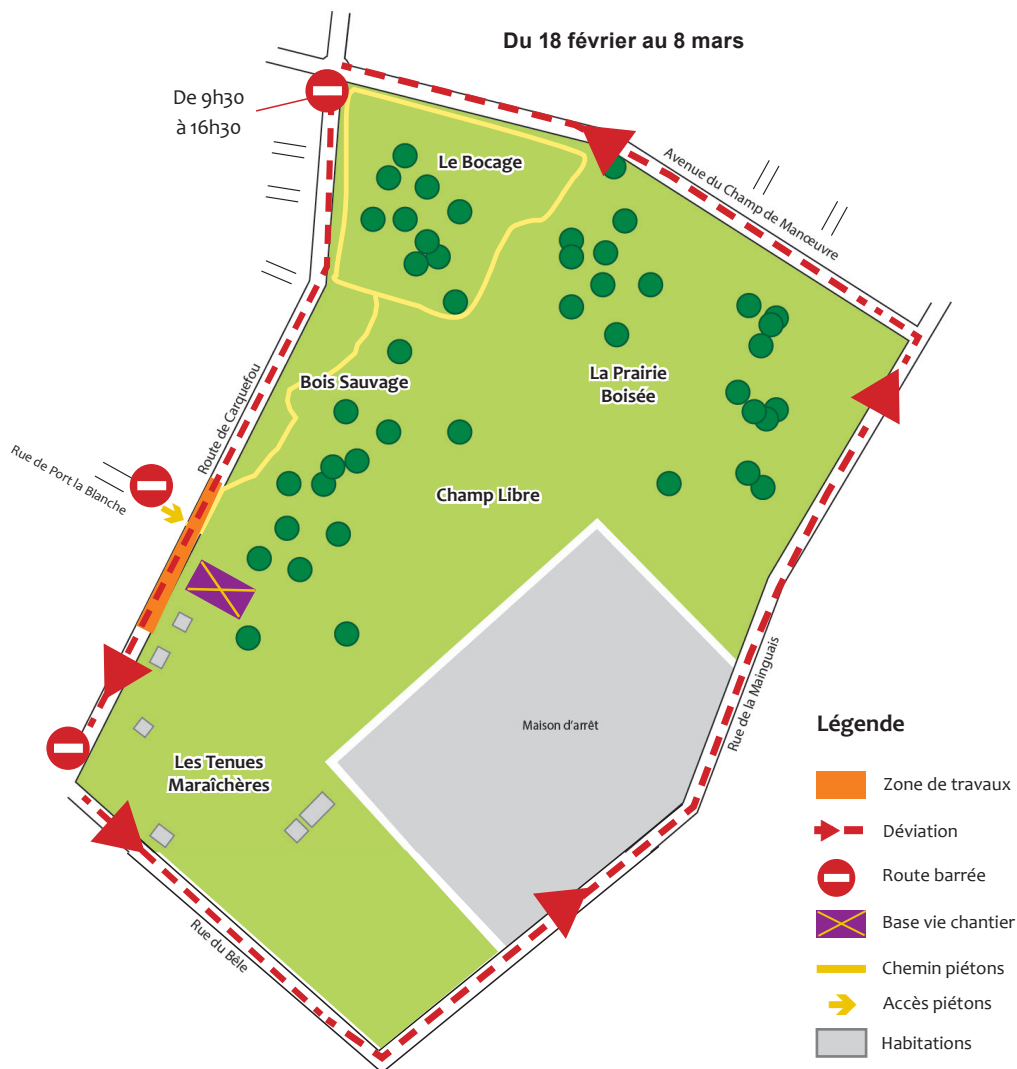 Du 18 février au 8 mars
De 9h30
à 16h30
Le Bocage
Avenue du Champ de Manœuvre
La Prairie
Boisée
Bois Sauvage
Route de Carquefou
Rue de Port la Blanche
Champ Libre
Rue de la Mainguais
Maison d'arrêt
Les Tenues
Maraîchères
Rue du Bêle
Légende
Zone de travaux
Déviation
Route barrée
Base vie chantier
Chemin piétons
Accès piétons
Habitations